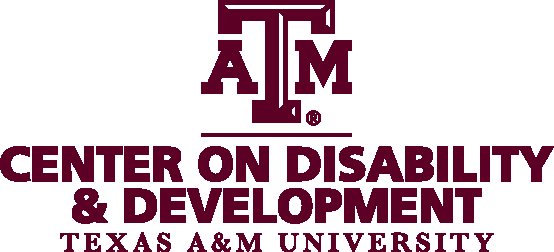 ATM®
CENTER ON DISABILITY
& DEVELOPMENT
TEXAS A&M UNIVERSITY